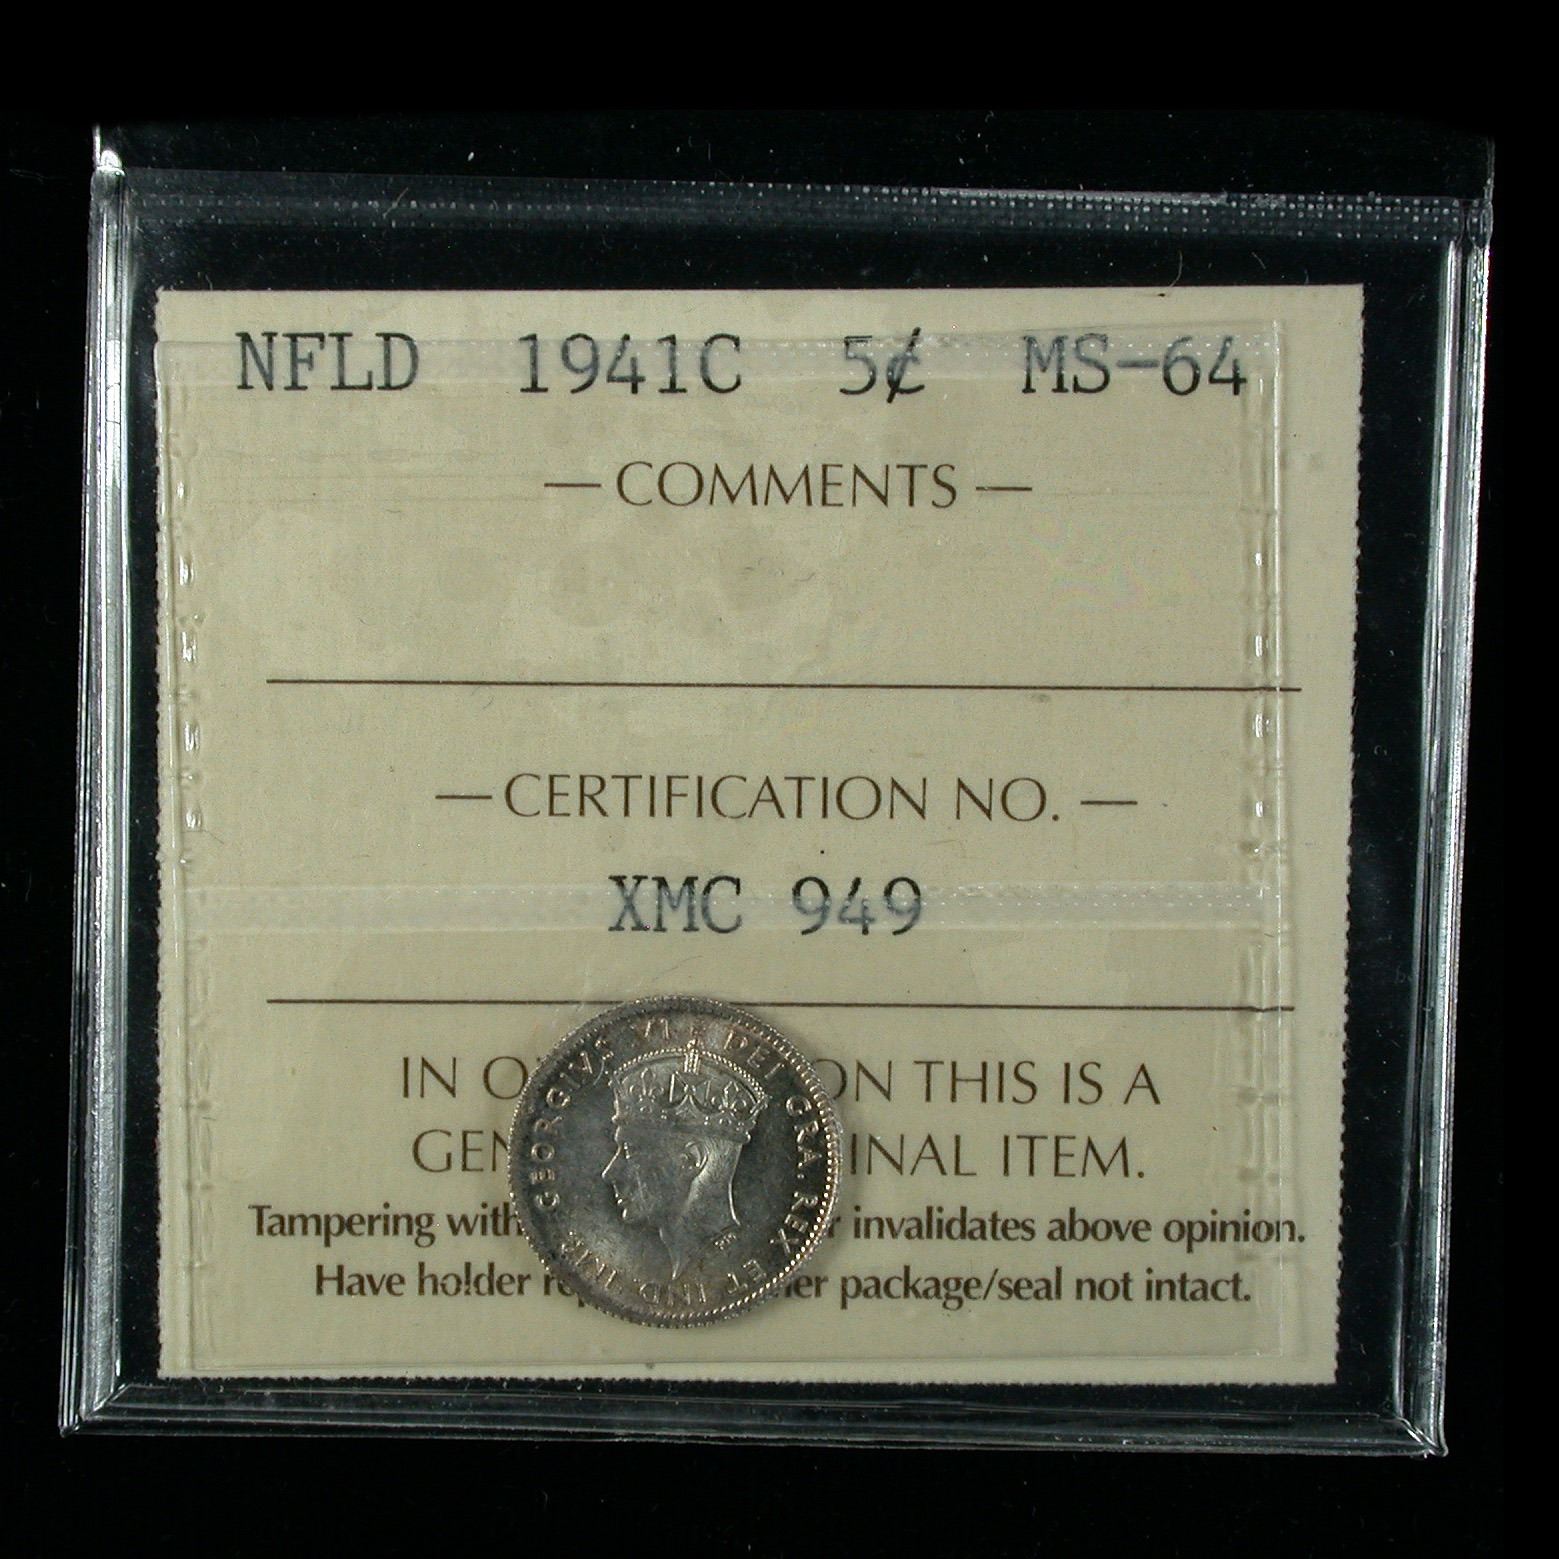 NFLD 1941C 5¢ MS-64
— COMMENTS —
— CERTIFICATION NO. —
XMC 949
IN O ON THIS IS A
GEN INAL ITEM.
Tampering with r invalidates above opinion.
Have holder re er package/seal not intact.
GEORGIVS VI DEI GRA. REX ET IND. IMP.